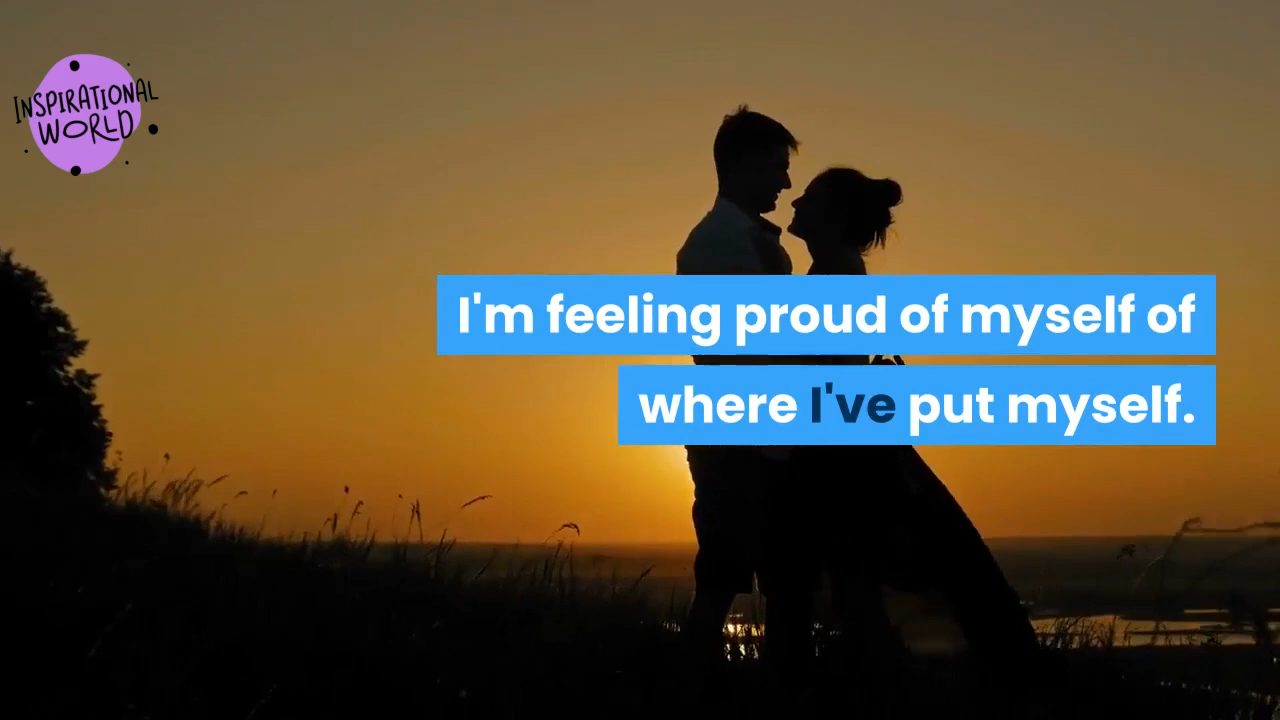 INSPIRATIONAL
WORLD
I'm feeling proud of myself of
where I've put myself.